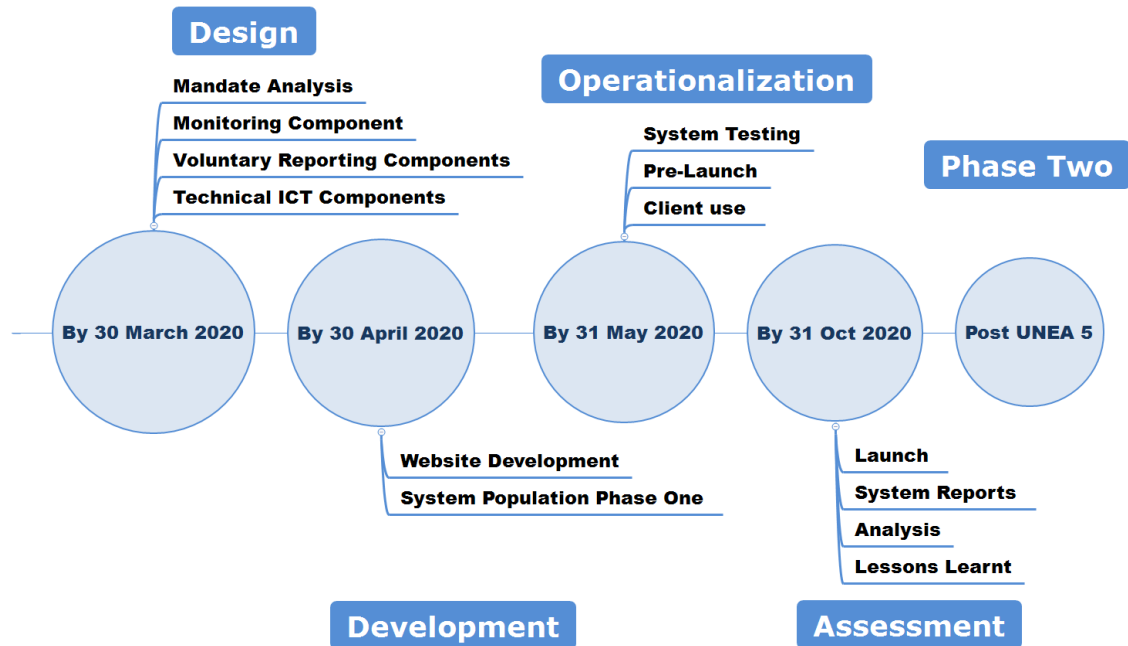 Design
Mandate Analysis
Monitoring Component
Voluntary Reporting Components
Technical ICT Components
By 30 March 2020
By 30 April 2020
Website Development
System Population Phase One
Development
Operationalization
System Testing
Pre-Launch
Client use
By 31 May 2020
By 31 Oct 2020
Launch
System Reports
Analysis
Lessons Learnt
Assessment
Phase Two
Post UNEA 5